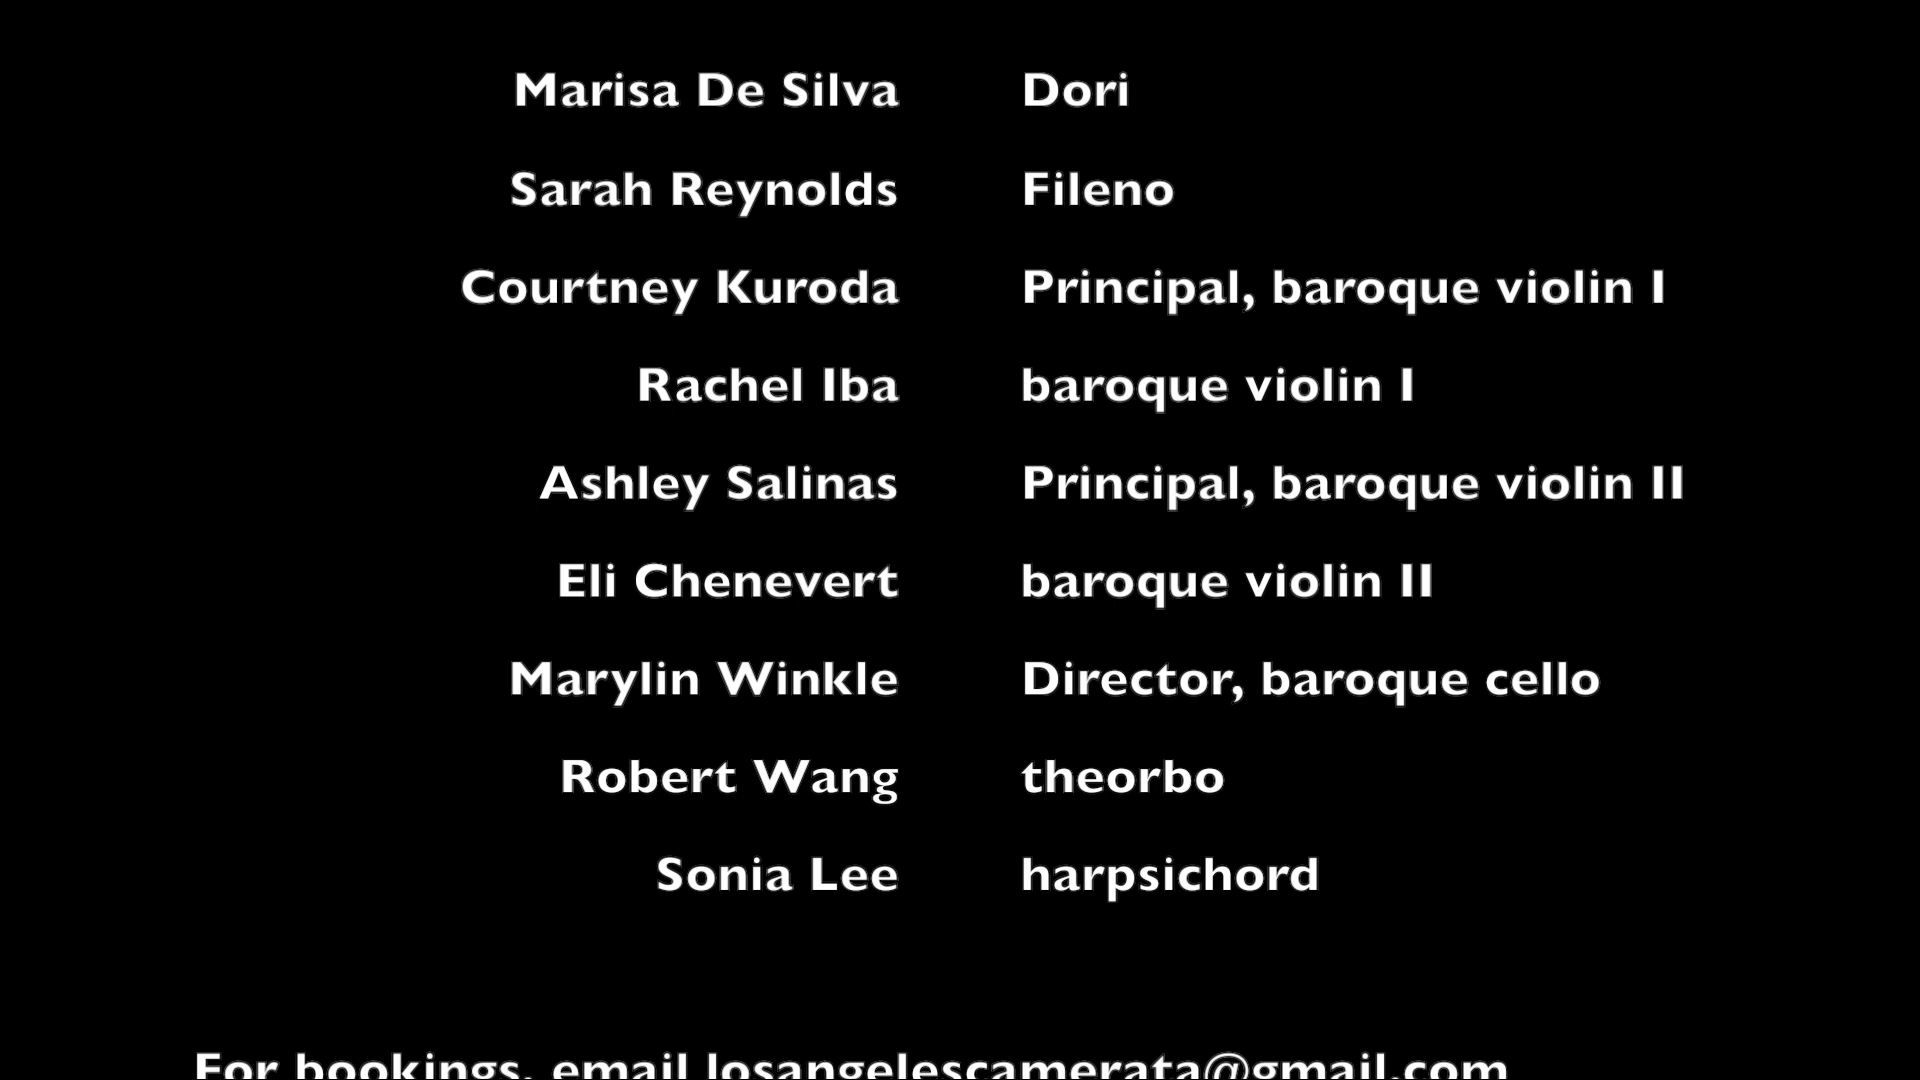 Marisa De Silva Dori
Sarah Reynolds Fileno
Courtney Kuroda Principal, baroque violin I
Rachel Iba baroque violin I
Ashley Salinas Principal, baroque violin II
Eli Chenevert baroque violin II
Marylin Winkle Director, baroque cello
Robert Wang theorbo
Sonia Lee harpsichord
For bookings, email losangelescamerata@gmail.com